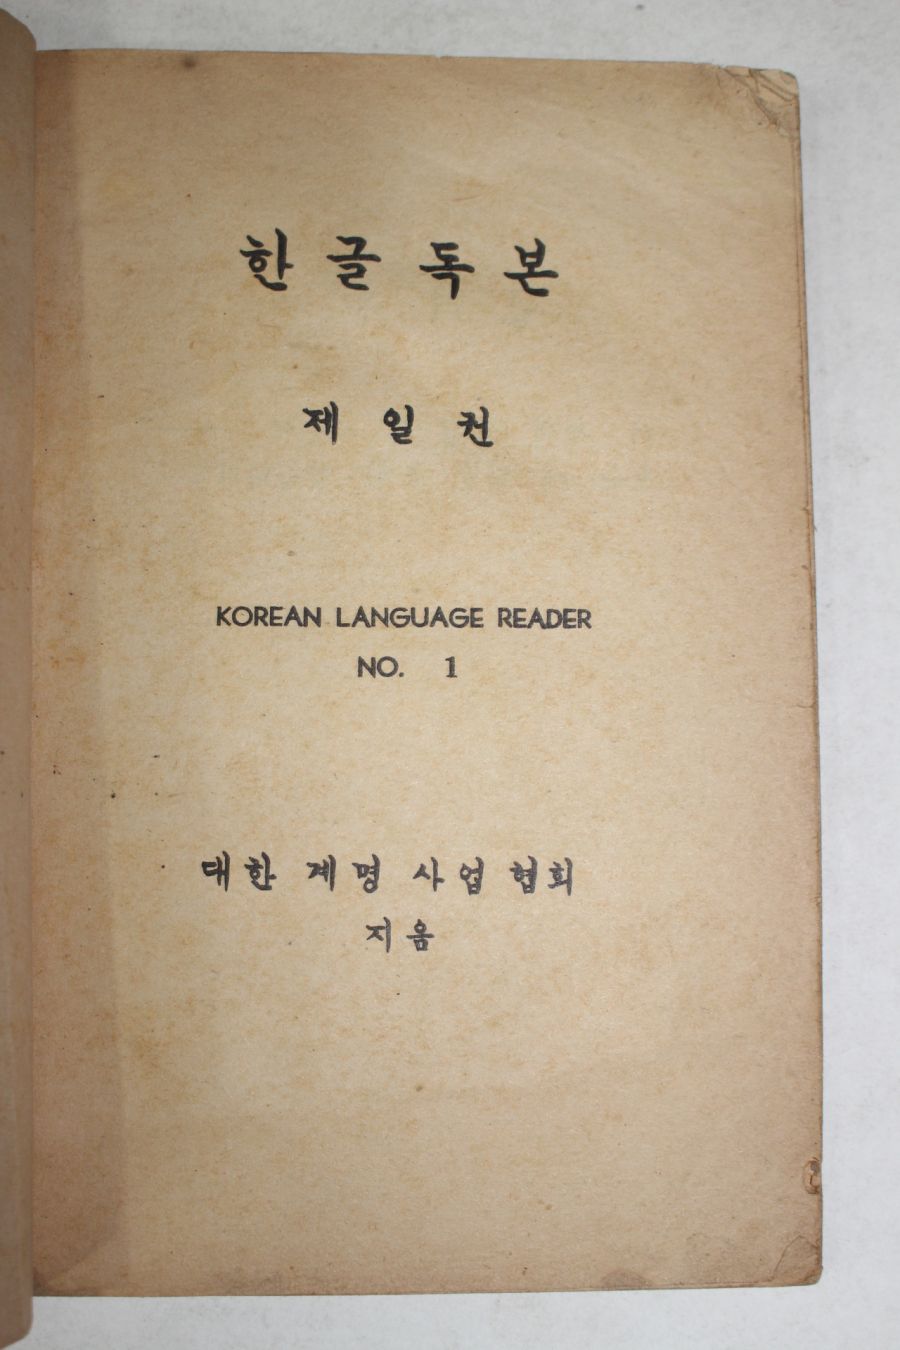 한글독본
제일권
KOREAN LANGUAGE READER
NO. 1
대한 계명 사업 협회
지음